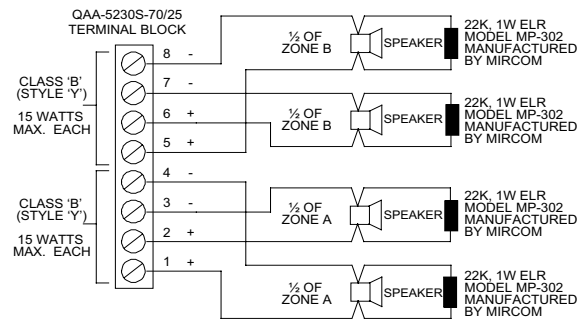 QAA-5230S-70/25
TERMINAL BLOCK
8 -
7 -
6 +
5 +
4 -
3 -
2 +
1 +
CLASS ‘B’
(STYLE ‘Y’)
15 WATTS
MAX. EACH
CLASS ‘B’
(STYLE ‘Y’)
15 WATTS
MAX. EACH
½ OF
ZONE B
SPEAKER
22K, 1W ELR
MODEL MP-302
MANUFACTURED
BY MIRCOM
½ OF
ZONE B
SPEAKER
22K, 1W ELR
MODEL MP-302
MANUFACTURED
BY MIRCOM
½ OF
ZONE A
SPEAKER
22K, 1W ELR
MODEL MP-302
MANUFACTURED
BY MIRCOM
½ OF
ZONE A
SPEAKER
22K, 1W ELR
MODEL MP-302
MANUFACTURED
BY MIRCOM